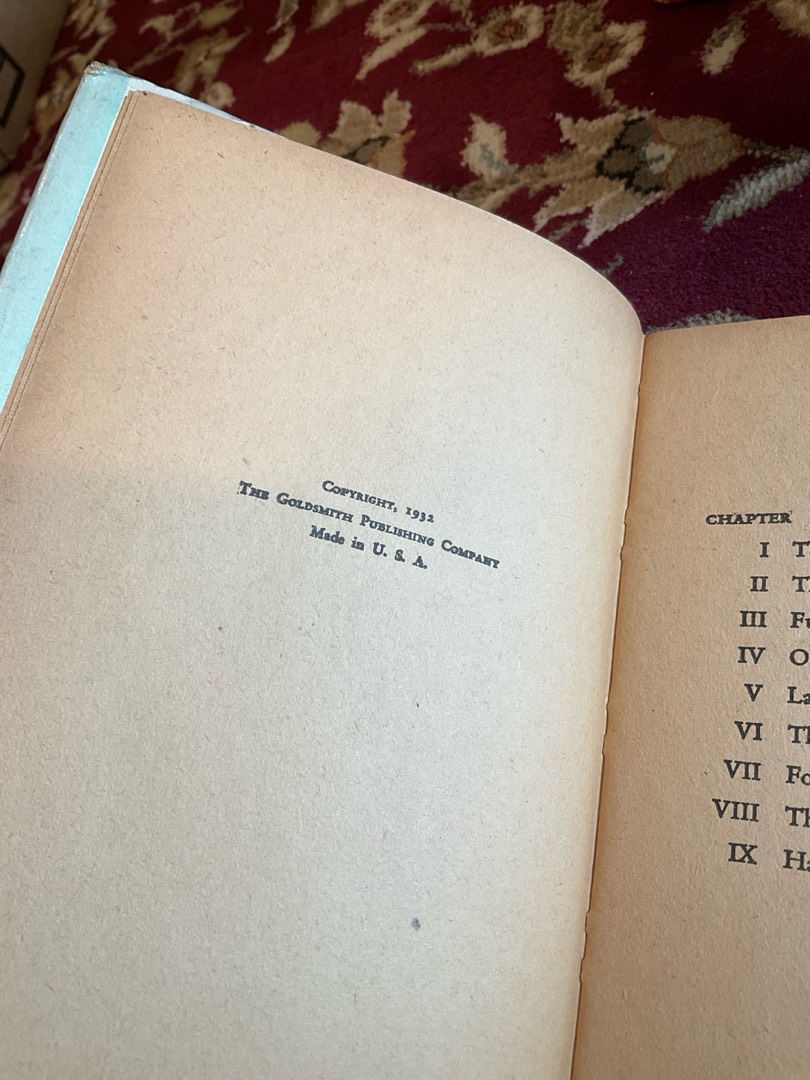 COPYRIGHT, 1932
THE GOLDSMITH PUBLISHING COMPANY
Made in U. S. A.
CHAPTER
I
II
III
IV
V
VI
VII
VIII
IX